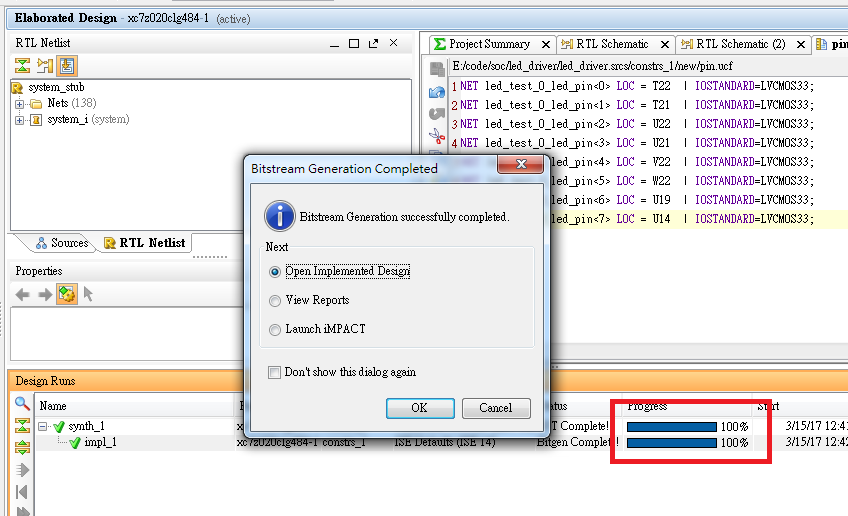 Elaborated Design - xc7z020clg484-1 (active)
RTL Netlist
system_stub
Nets (138)
system_i (system)
Sources
RTL Netlist
Properties
Project Summary
RTL Schematic
RTL Schematic (2)
E:/code/soc/led_driver/led_driver.srcs/constrs_1/new/pin.ucf
1 NET led_test_0_led_pin<0> LOC = T22 | IOSTANDARD=LVCMOS33;
2 NET led_test_0_led_pin<1> LOC = T21 | IOSTANDARD=LVCMOS33;
3 NET led_test_0_led_pin<2> LOC = U22 | IOSTANDARD=LVCMOS33;
4 NET led_test_0_led_pin<3> LOC = U21 | IOSTANDARD=LVCMOS33;
led_pin<4> LOC = V22 | IOSTANDARD=LVCMOS33;
led_pin<5> LOC = W22 | IOSTANDARD=LVCMOS33;
led_pin<6> LOC = U19 | IOSTANDARD=LVCMOS33;
led_pin<7> LOC = U14 | IOSTANDARD=LVCMOS33;
Bitstream Generation Completed
Bitstream Generation successfully completed.
Next
Open Implemented Design
View Reports
Launch iMPACT
Don't show this dialog again
OK
Cancel
Design Runs
Name Progress Start
synth_1 Complete! 100% 3/15/17 12:41
impl_1 xc7z020clg484-1 constrs_1 ISE Defaults (ISE 14) Bitgen Complete! 100% 3/15/17 12:42